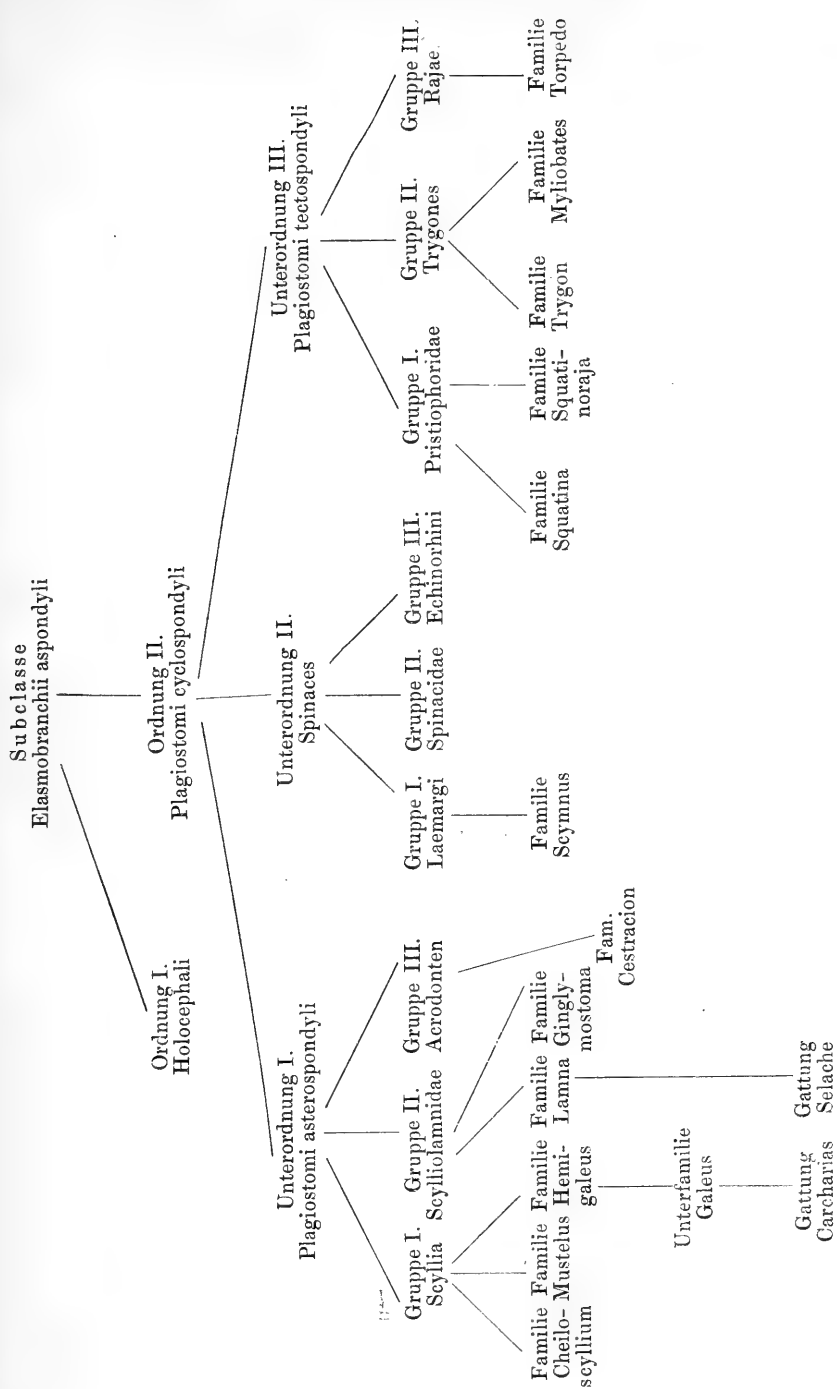 Subclasse
Elasmobranchii aspondyli
Ordnung I.
Holocephali
Ordnung II.
Plagiostomi cyclospondyli
Unterordnung I.
Plagiostomi asterospondyli
Unterordnung II.
Spinaces
Unterordnung III.
Plagiostomi tectospondyli
Gruppe I.
Scyllia
Gruppe II.
Scylliolamnidae
Gruppe III.
Acrodonten
Gruppe I.
Laemargi
Gruppe II.
Spinacidae
Gruppe III.
Echinorhini
Gruppe I.
Pristiophoridae
Gruppe II.
Trygones
Gruppe III.
Rajae
Familie
Cheilo-
scyllium
Familie
Mustelus
Familie
Hemi-
galeus
Familie
Lamna
Familie
Gingly-
mostoma
Fam.
Cestracion
Familie
Scymnus
Familie
Squatina
Familie
Squati-
noraja
Familie
Trygon
Familie
Myliobates
Familie
Torpedo
Unterfamilie
Galeus
Gattung
Carcharias
Gattung
Selache